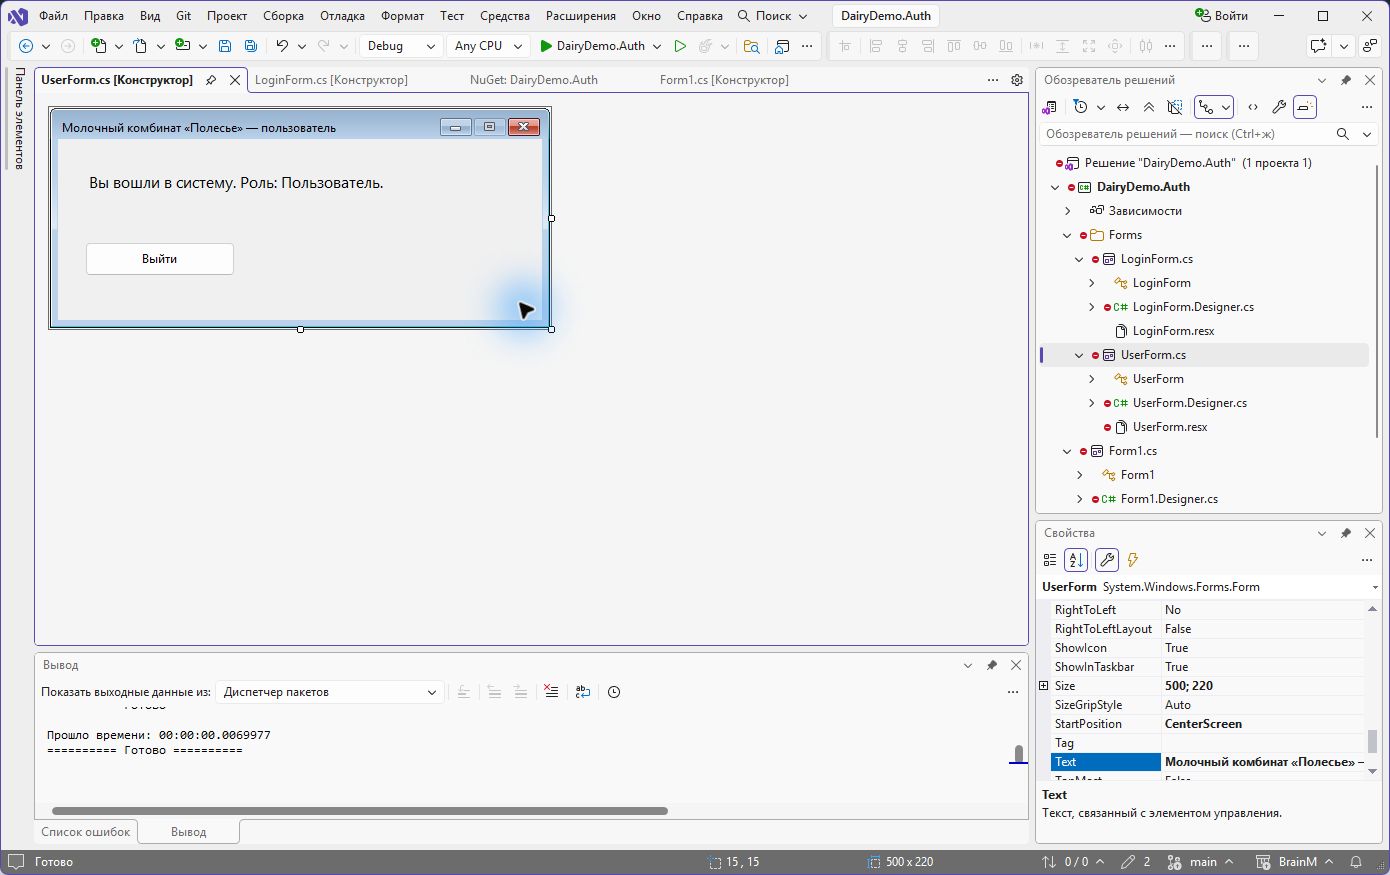 Файл Правка Вид Git Проект Сборка Отладка Формат Тест Средства Расширения Окно Справка Поиск DairyDemo.Auth Войти
Debug Any CPU DairyDemo.Auth
Панель элементов
UserForm.cs [Конструктор] LoginForm.cs [Конструктор] NuGet: DairyDemo.Auth Form1.cs [Конструктор]
Молочный комбинат «Полесье» — пользователь
Вы вошли в систему. Роль: Пользователь.
Выйти
Вывод
Показать выходные данные из: Диспетчер пакетов
Прошло времени: 00:00:00.0069977
========== Готово ==========
Список ошибок Вывод
Обозреватель решений
Обозреватель решений — поиск (Ctrl+ж)
Решение "DairyDemo.Auth" (1 проекта 1)
C# DairyDemo.Auth
Зависимости
Forms
LoginForm.cs
LoginForm
C# LoginForm.Designer.cs
LoginForm.resx
UserForm.cs
UserForm
C# UserForm.Designer.cs
UserForm.resx
Form1.cs
Form1
C# Form1.Designer.cs
Свойства
UserForm System.Windows.Forms.Form
RightToLeft No
RightToLeftLayout False
ShowIcon True
ShowInTaskbar True
Size 500; 220
SizeGripStyle Auto
StartPosition CenterScreen
Tag
Text Молочный комбинат «Полесье» —
TopMost False
Text
Текст, связанный с элементом управления.
Готово 15 , 15 500 x 220 0 / 0 2 main BrainM